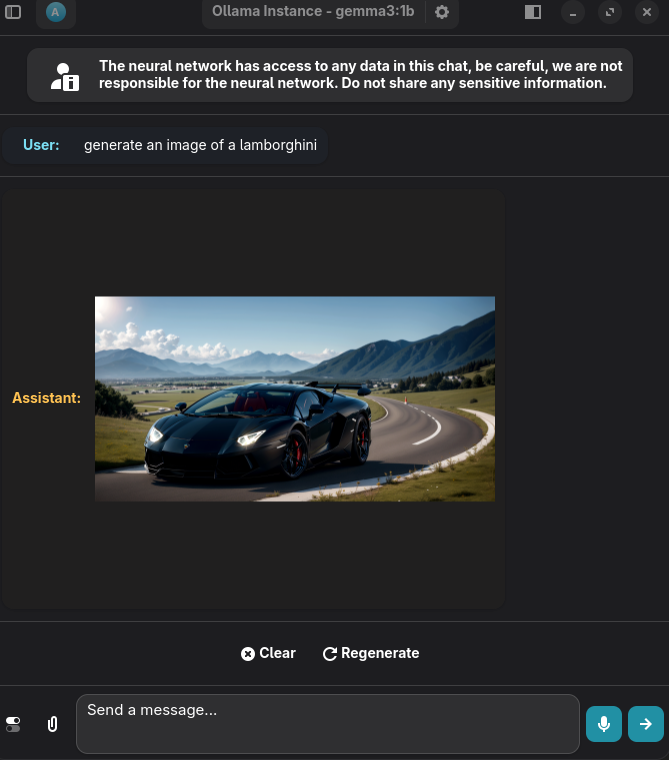 A
Ollama Instance - gemma3:1b
The neural network has access to any data in this chat, be careful, we are not
responsible for the neural network. Do not share any sensitive information.
User: generate an image of a lamborghini
Assistant:
Clear Regenerate
Send a message...